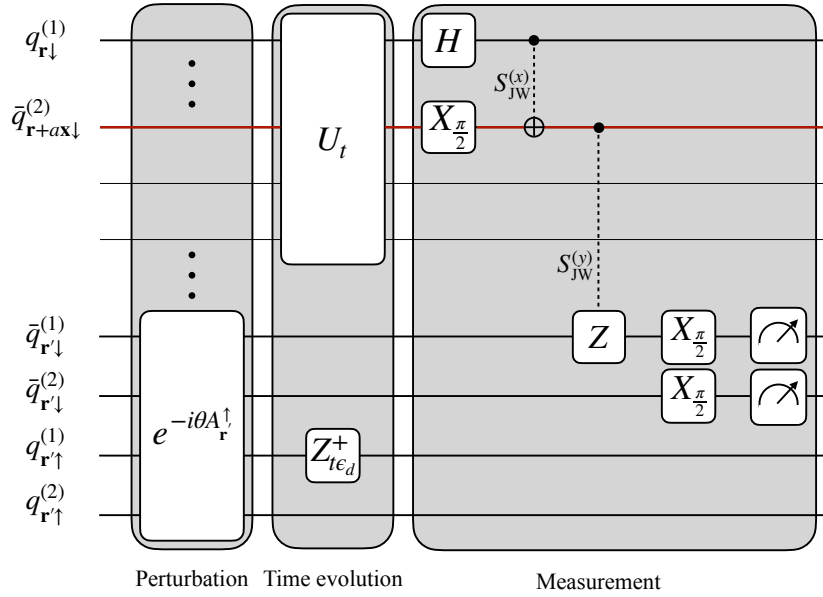 q_{r↓}^{(1)} H
S_{JW}^{(x)}
q̄_{r+ax↓}^{(2)} U_t X_{π/2}
S_{JW}^{(y)}
q̄_{r′↓}^{(1)} Z X_{π/2}
q̄_{r′↓}^{(2)} X_{π/2}
e^{-iθA_{r′}^{↑}}
q_{r′↑}^{(1)} Z_{tϵ_d}^{+}
q_{r′↑}^{(2)}
Perturbation Time evolution Measurement